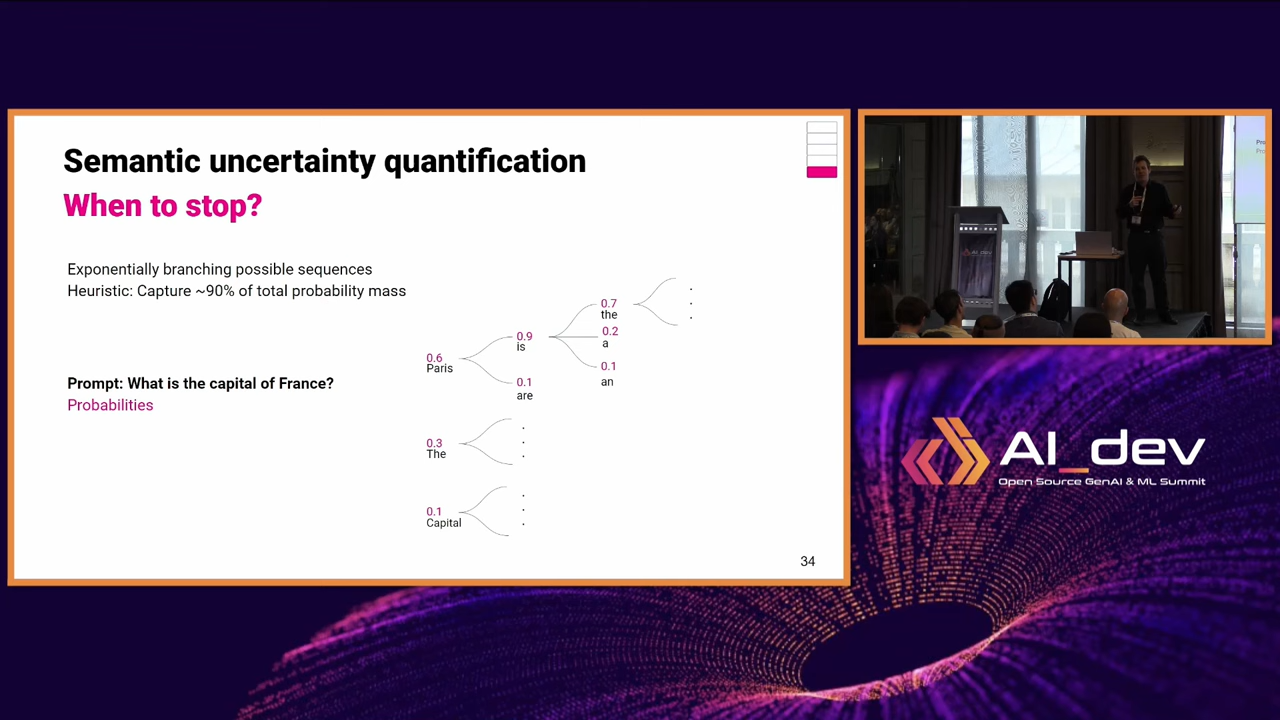 Semantic uncertainty quantification
When to stop?
Exponentially branching possible sequences
Heuristic: Capture ~90% of total probability mass
Prompt: What is the capital of France?
Probabilities
0.6
Paris
0.9
is
0.1
are
0.7
the
0.2
a
0.1
an
0.3
The
0.1
Capital
34
AI_dev
Open Source GenAI & ML Summit